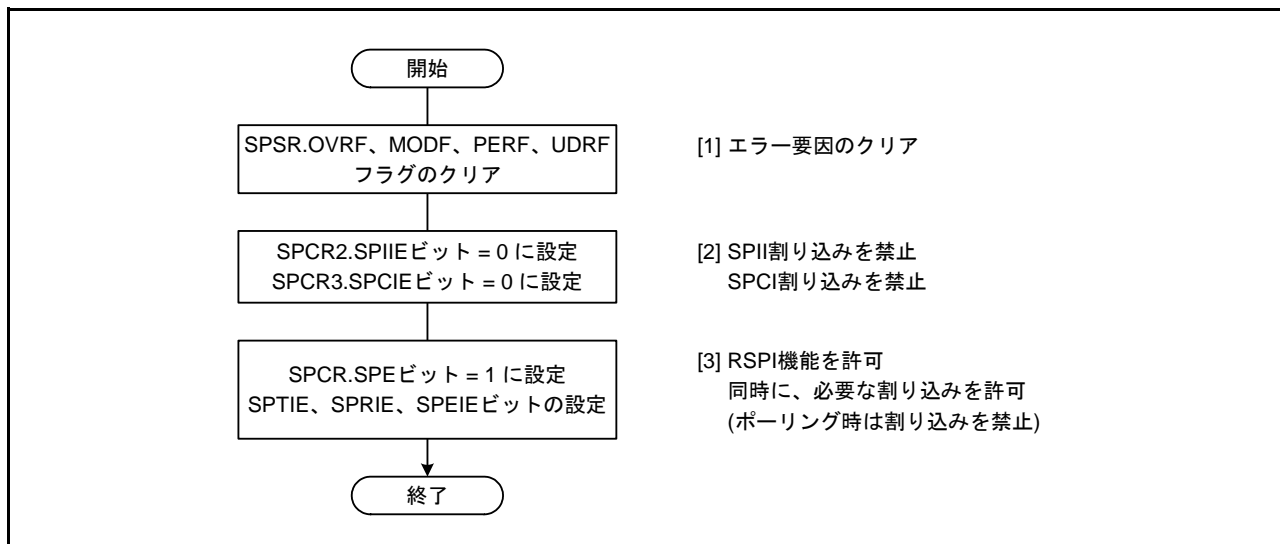 開始
SPSR.OVRF、MODF、PERF、UDRF
フラグのクリア
[1] エラー要因のクリア
SPCR2.SPIIEビット = 0 に設定
SPCR3.SPCIEビット = 0 に設定
[2] SPII割り込みを禁止
SPCI割り込みを禁止
SPCR.SPEビット = 1 に設定
SPTIE、SPRIE、SPEIEビットの設定
[3] RSPI機能を許可
同時に、必要な割り込みを許可
(ポーリング時は割り込みを禁止)
終了